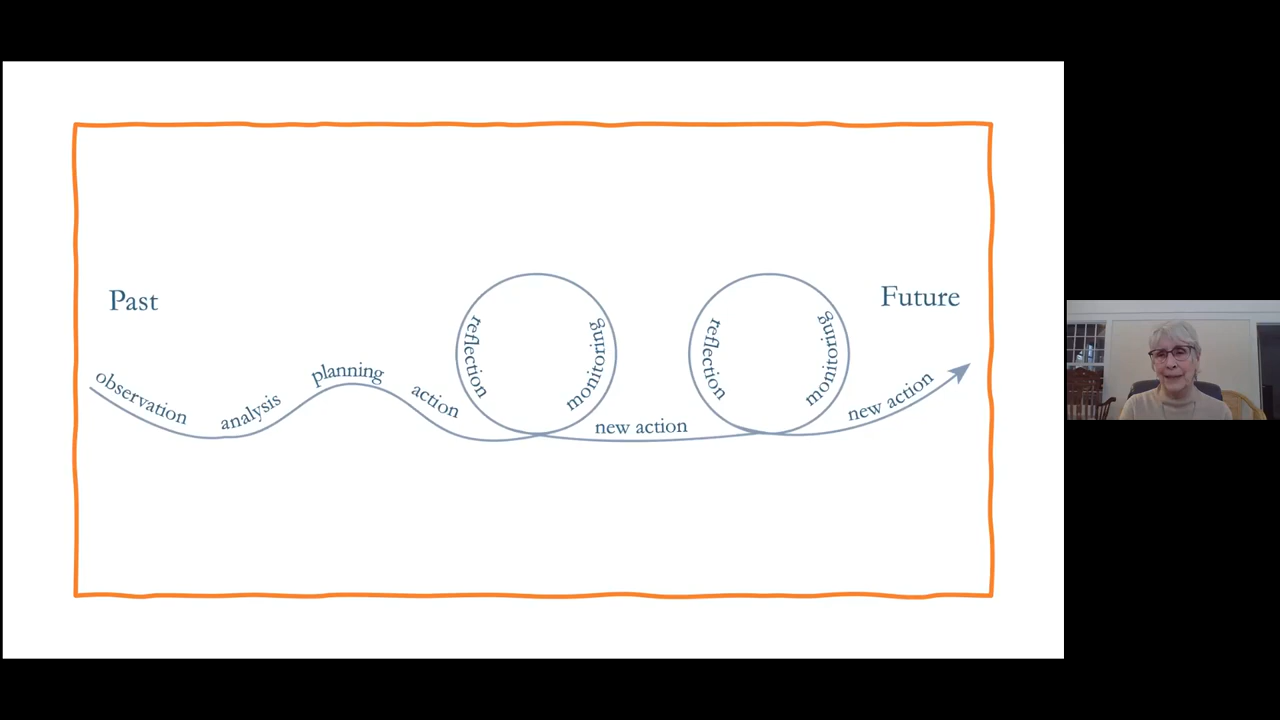 Past
Future
observation
analysis
planning
action
reflection
monitoring
new action
reflection
monitoring
new action